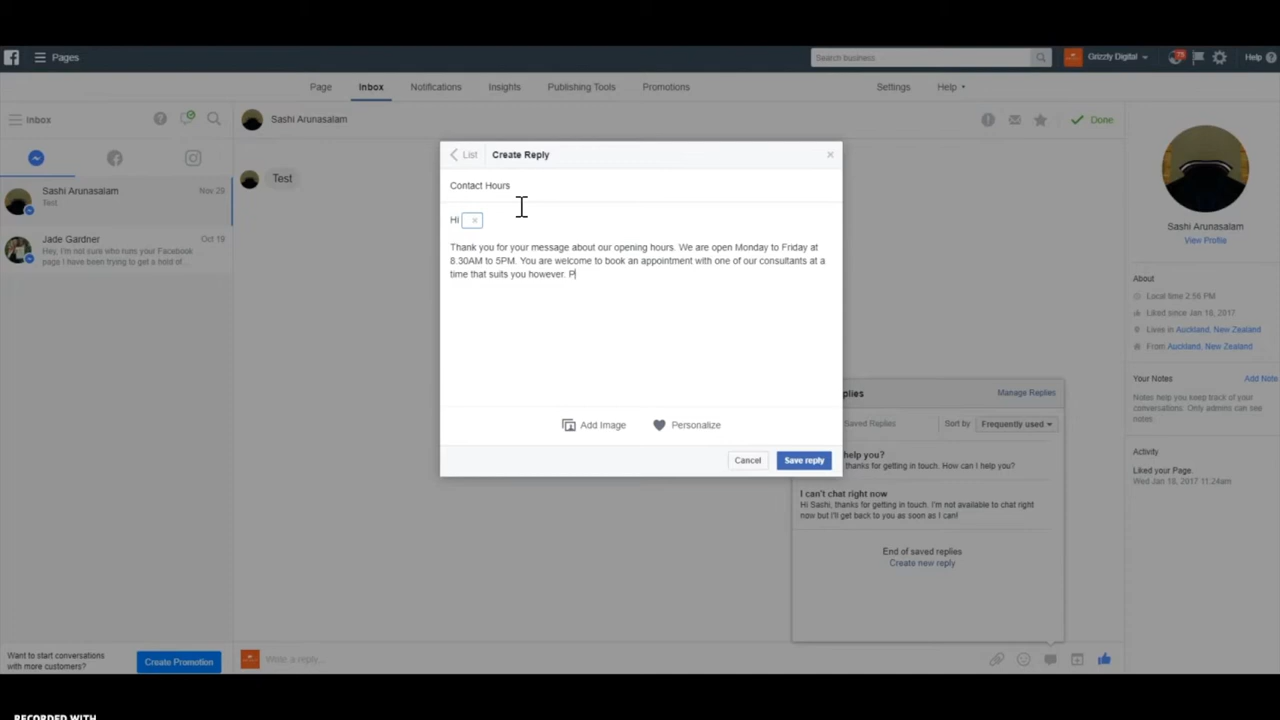 Pages
Search business
Grizzly Digital
75
Help
Page
Inbox
Notifications
Insights
Publishing Tools
Promotions
Settings
Help
Inbox
Sashi Arunasalam
Done
Sashi Arunasalam
Nov 29
Test
Jade Gardner
Oct 19
Hey, I'm not sure who runs your Facebook
page I have been trying to get a hold of...
Test
List
Create Reply
Contact Hours
Hi
Thank you for your message about our opening hours. We are open Monday to Friday at
8.30AM to 5PM. You are welcome to book an appointment with one of our consultants at a
time that suits you however. P
Add Image
Personalize
Cancel
Save reply
plies
Manage Replies
Saved Replies
Sort by
Frequently used
help you?
, thanks for getting in touch. How can I help you?
I can't chat right now
Hi Sashi, thanks for getting in touch. I'm not available to chat right
now but I'll get back to you as soon as I can!
End of saved replies
Create new reply
Sashi Arunasalam
View Profile
About
Local time 2:56 PM
Liked since Jan 18, 2017
Lives in Auckland, New Zealand
From Auckland, New Zealand
Your Notes
Add Note
Notes help you keep track of your
conversations. Only admins can see
notes.
Activity
Liked your Page.
Wed Jan 18, 2017 11.24am
Want to start conversations
with more customers?
Create Promotion
Write a reply...
RECORDED WITH